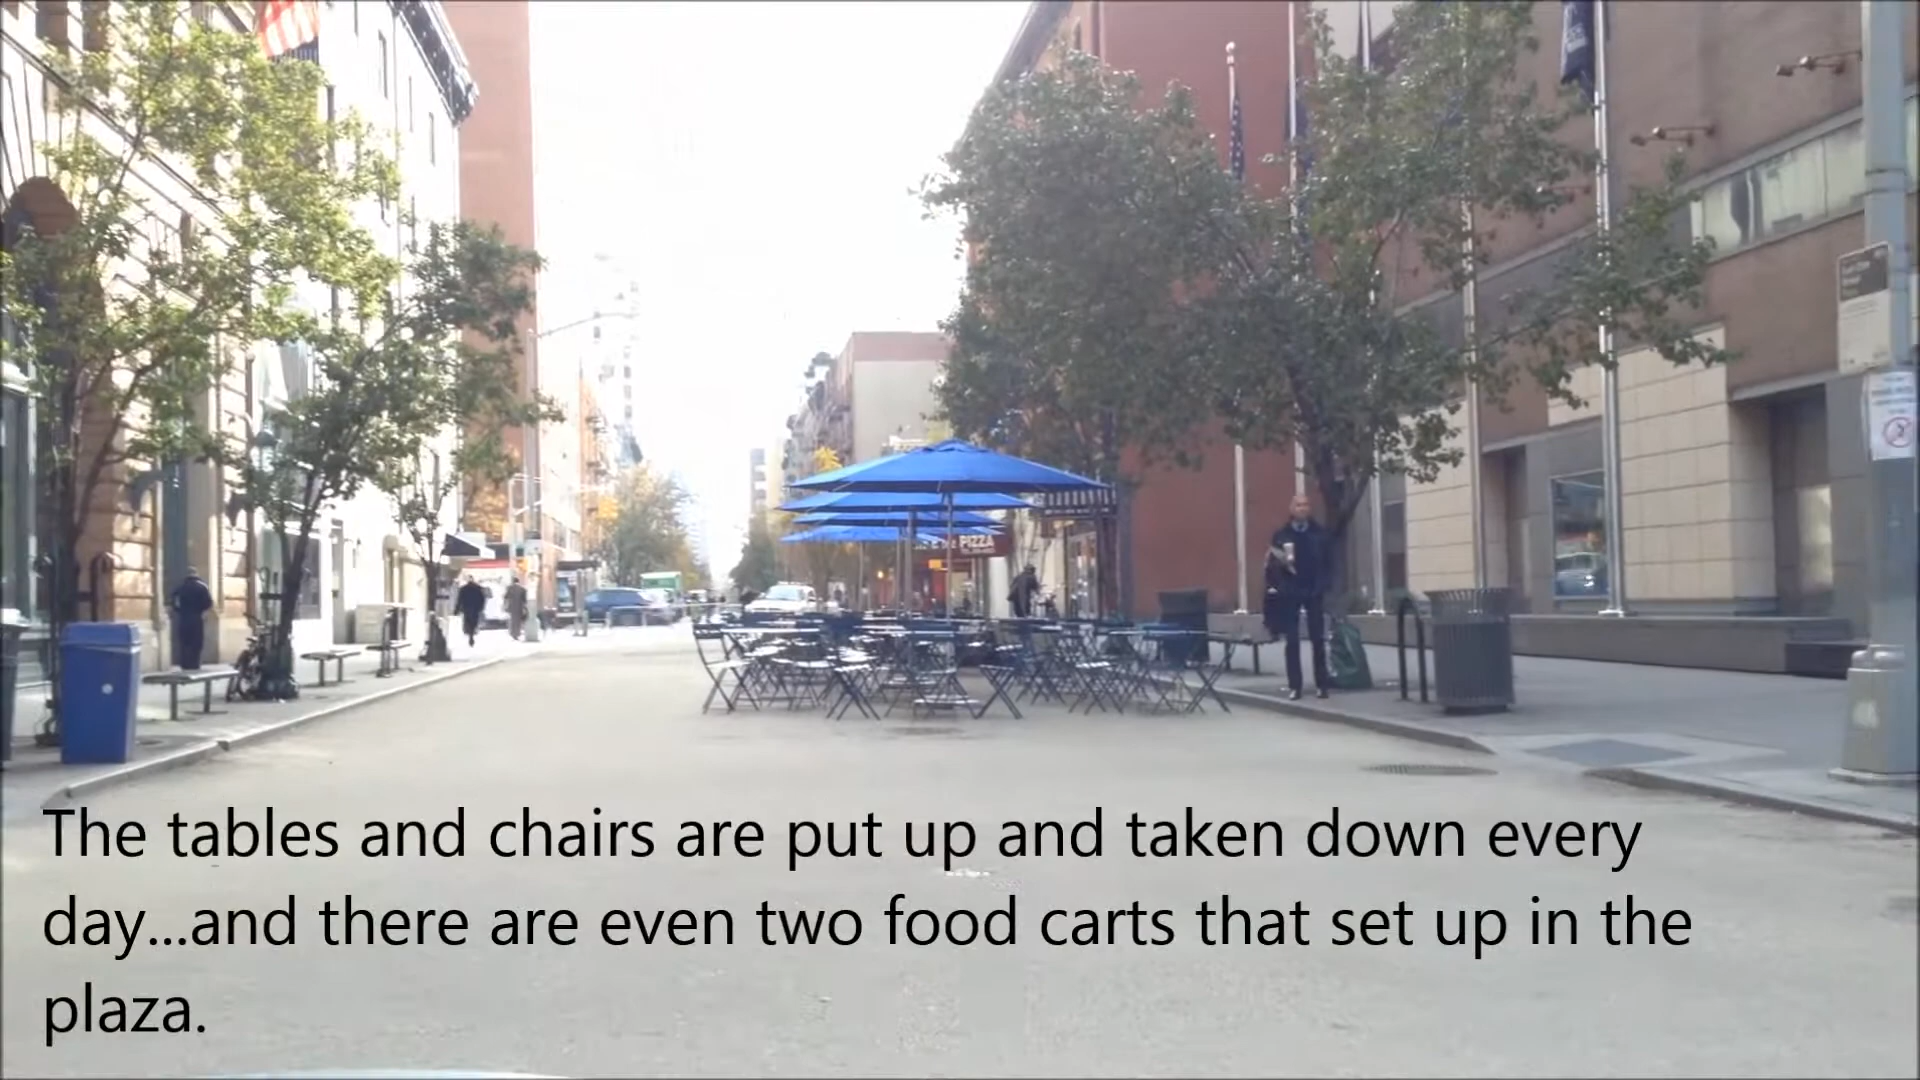 PIZZA
The tables and chairs are put up and taken down every
day...and there are even two food carts that set up in the
plaza.